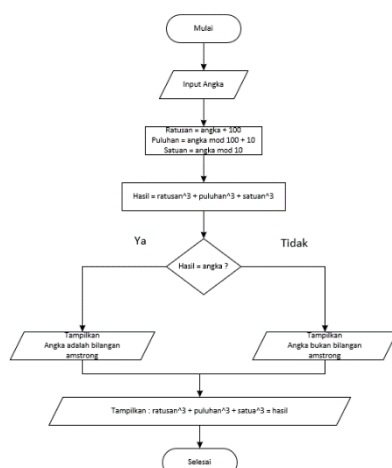 Mulai
Input Angka
Ratusan = angka ÷ 100
Puluhan = angka mod 100 ÷ 10
Satuan = angka mod 10
Hasil = ratusan^3 + puluhan^3 + satuan^3
Ya
Tidak
Hasil = angka ?
Tampilkan
Angka adalah bilangan
amstrong
Tampilkan
Angka bukan bilangan
amstrong
Tampilkan : ratusan^3 + puluhan^3 + satua^3 = hasil
Selesai